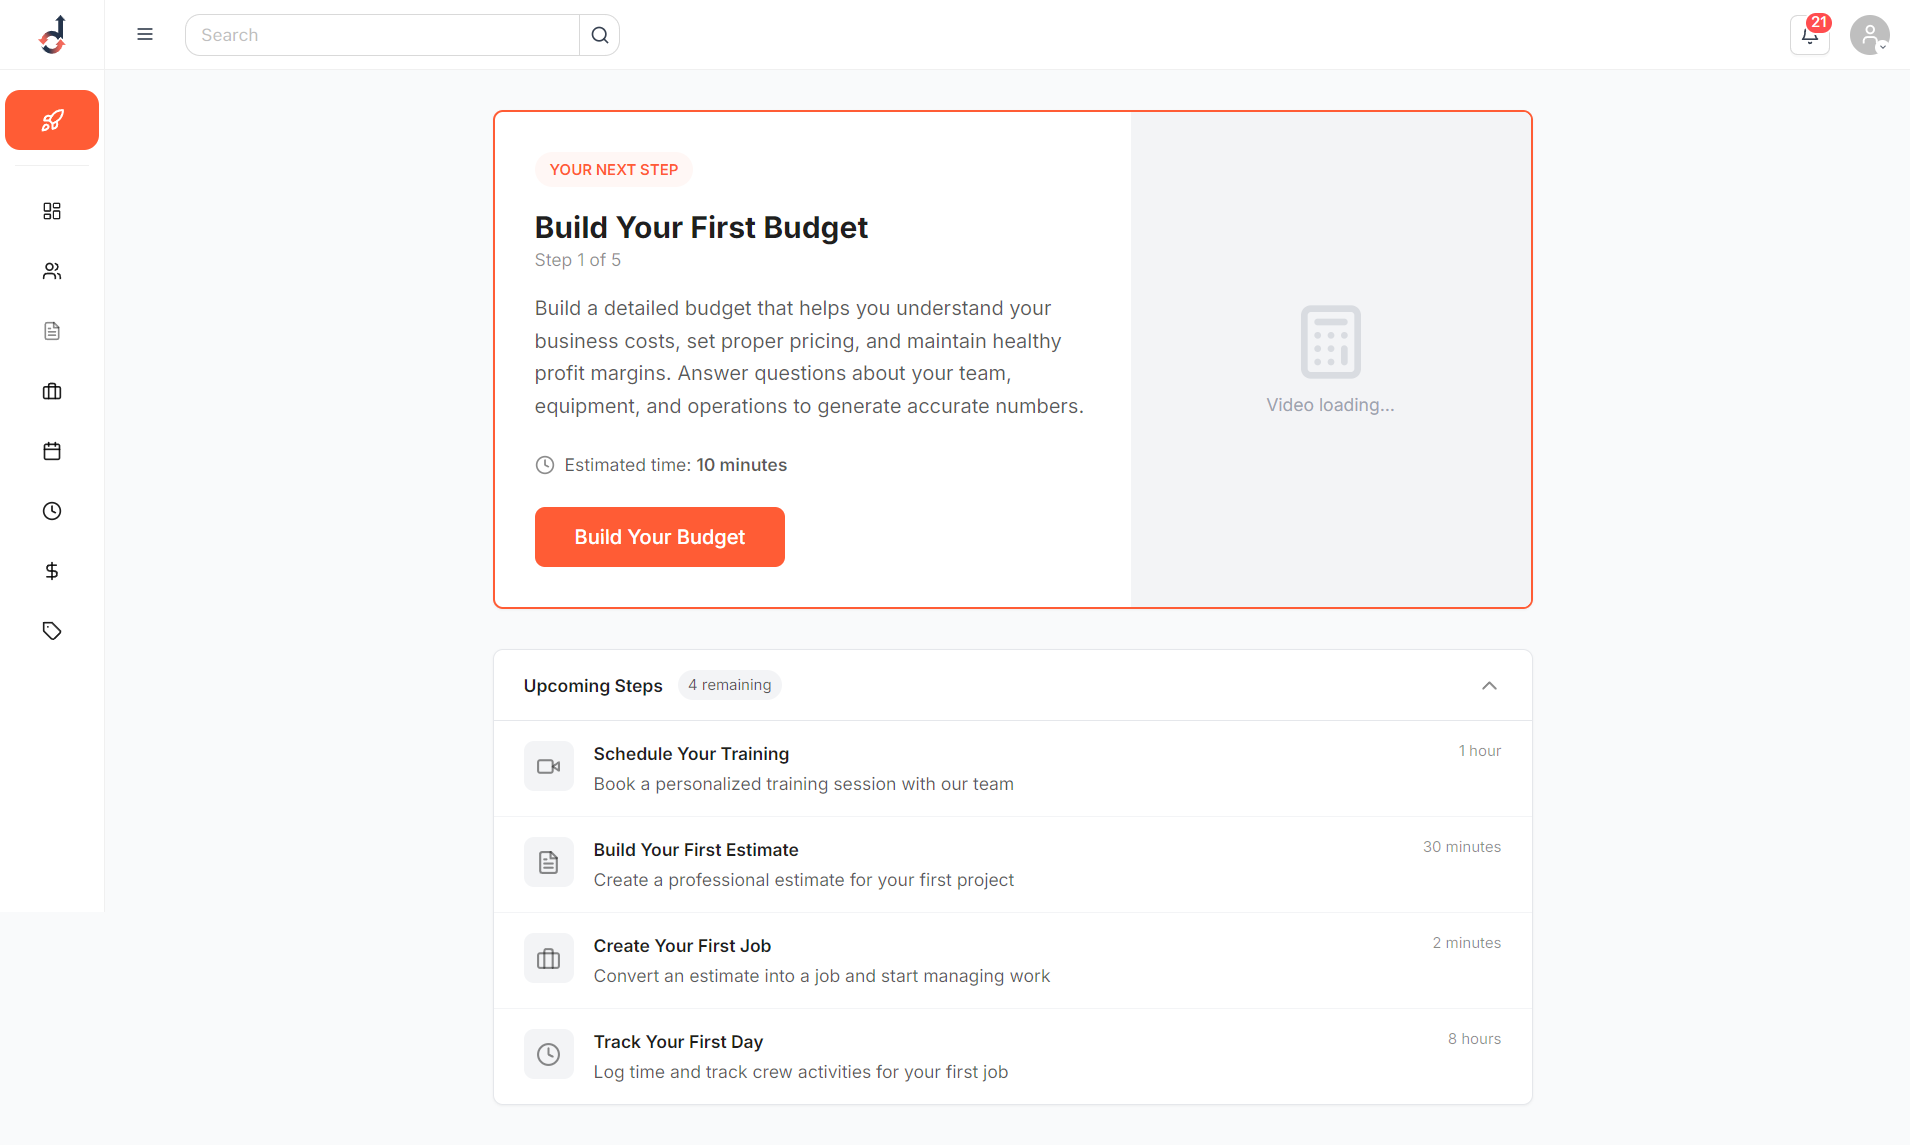 Search
21
YOUR NEXT STEP
Build Your First Budget
Step 1 of 5
Build a detailed budget that helps you understand your
business costs, set proper pricing, and maintain healthy
profit margins. Answer questions about your team,
equipment, and operations to generate accurate numbers.
Estimated time: 10 minutes
Build Your Budget
Video loading...
Upcoming Steps 4 remaining
Schedule Your Training 1 hour
Book a personalized training session with our team
Build Your First Estimate 30 minutes
Create a professional estimate for your first project
Create Your First Job 2 minutes
Convert an estimate into a job and start managing work
Track Your First Day 8 hours
Log time and track crew activities for your first job